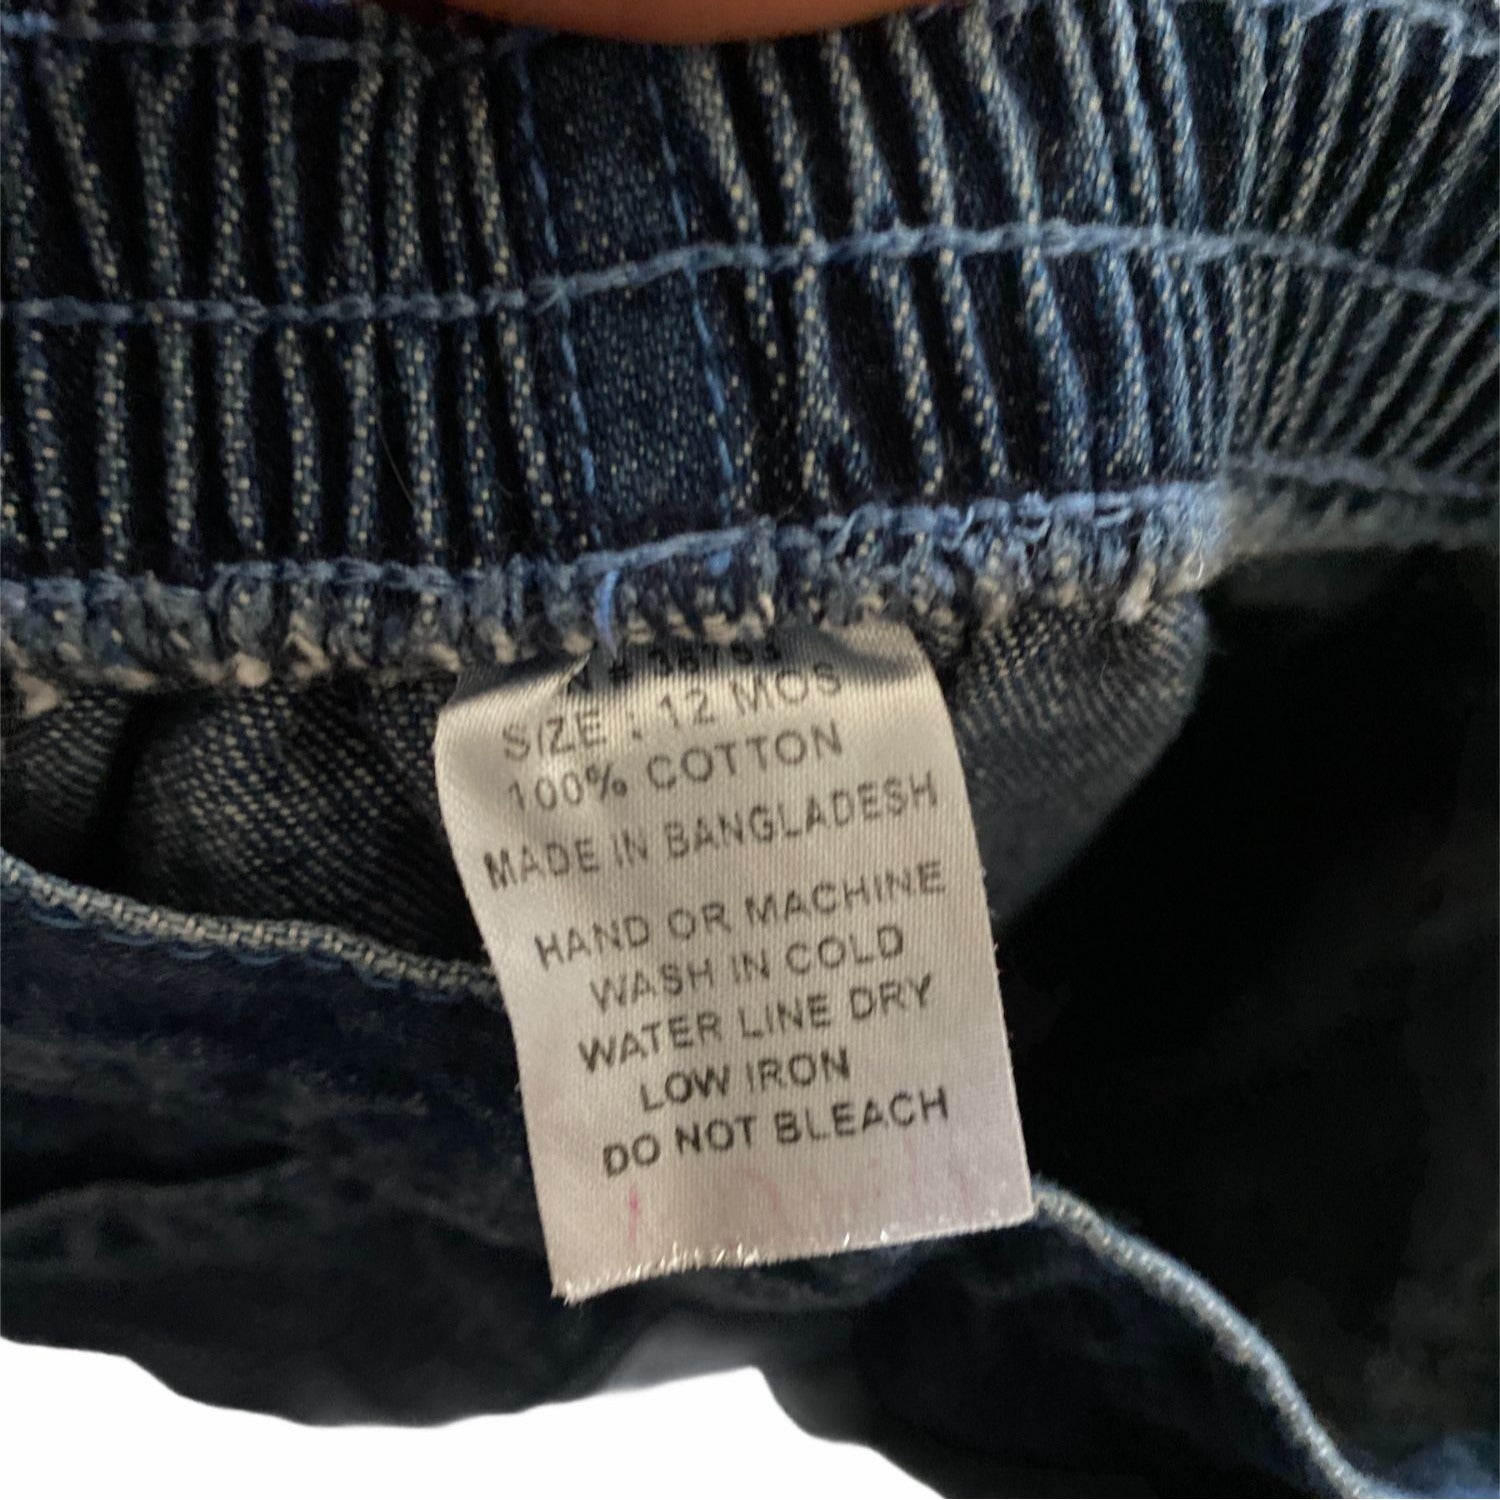 SIZE : 12 MOS
100% COTTON
MADE IN BANGLADESH
HAND OR MACHINE
WASH IN COLD
WATER LINE DRY
LOW IRON
DO NOT BLEACH